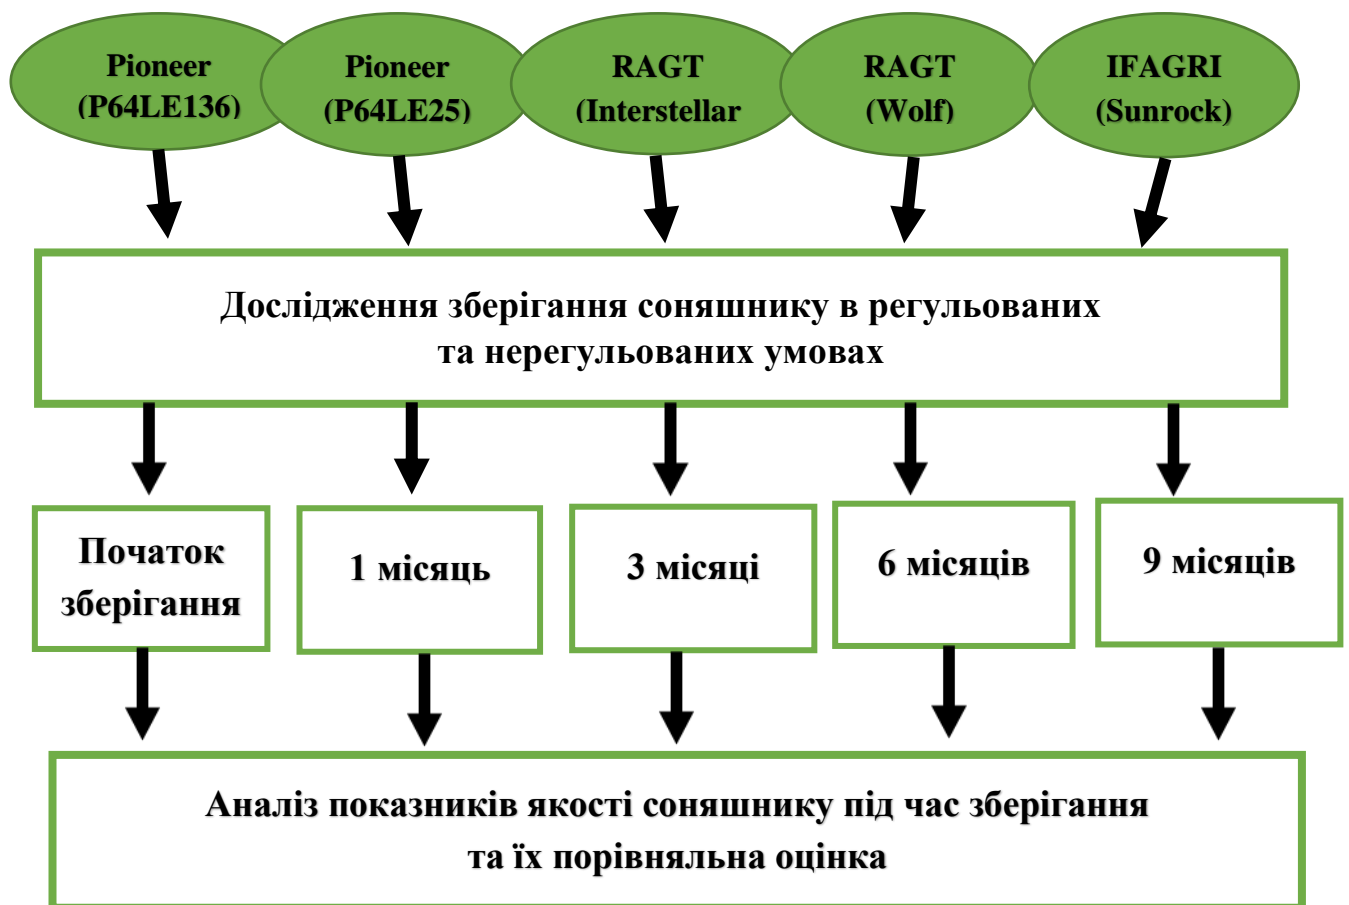 Pioneer
(P64LE136)
Pioneer
(P64LE25)
RAGT
(Interstellar
RAGT
(Wolf)
IFAGRI
(Sunrock)
Дослідження зберігання соняшнику в регульованих
та нерегульованих умовах
Початок
зберігання
1 місяць
3 місяці
6 місяців
9 місяців
Аналіз показників якості соняшнику під час зберігання
та їх порівняльна оцінка